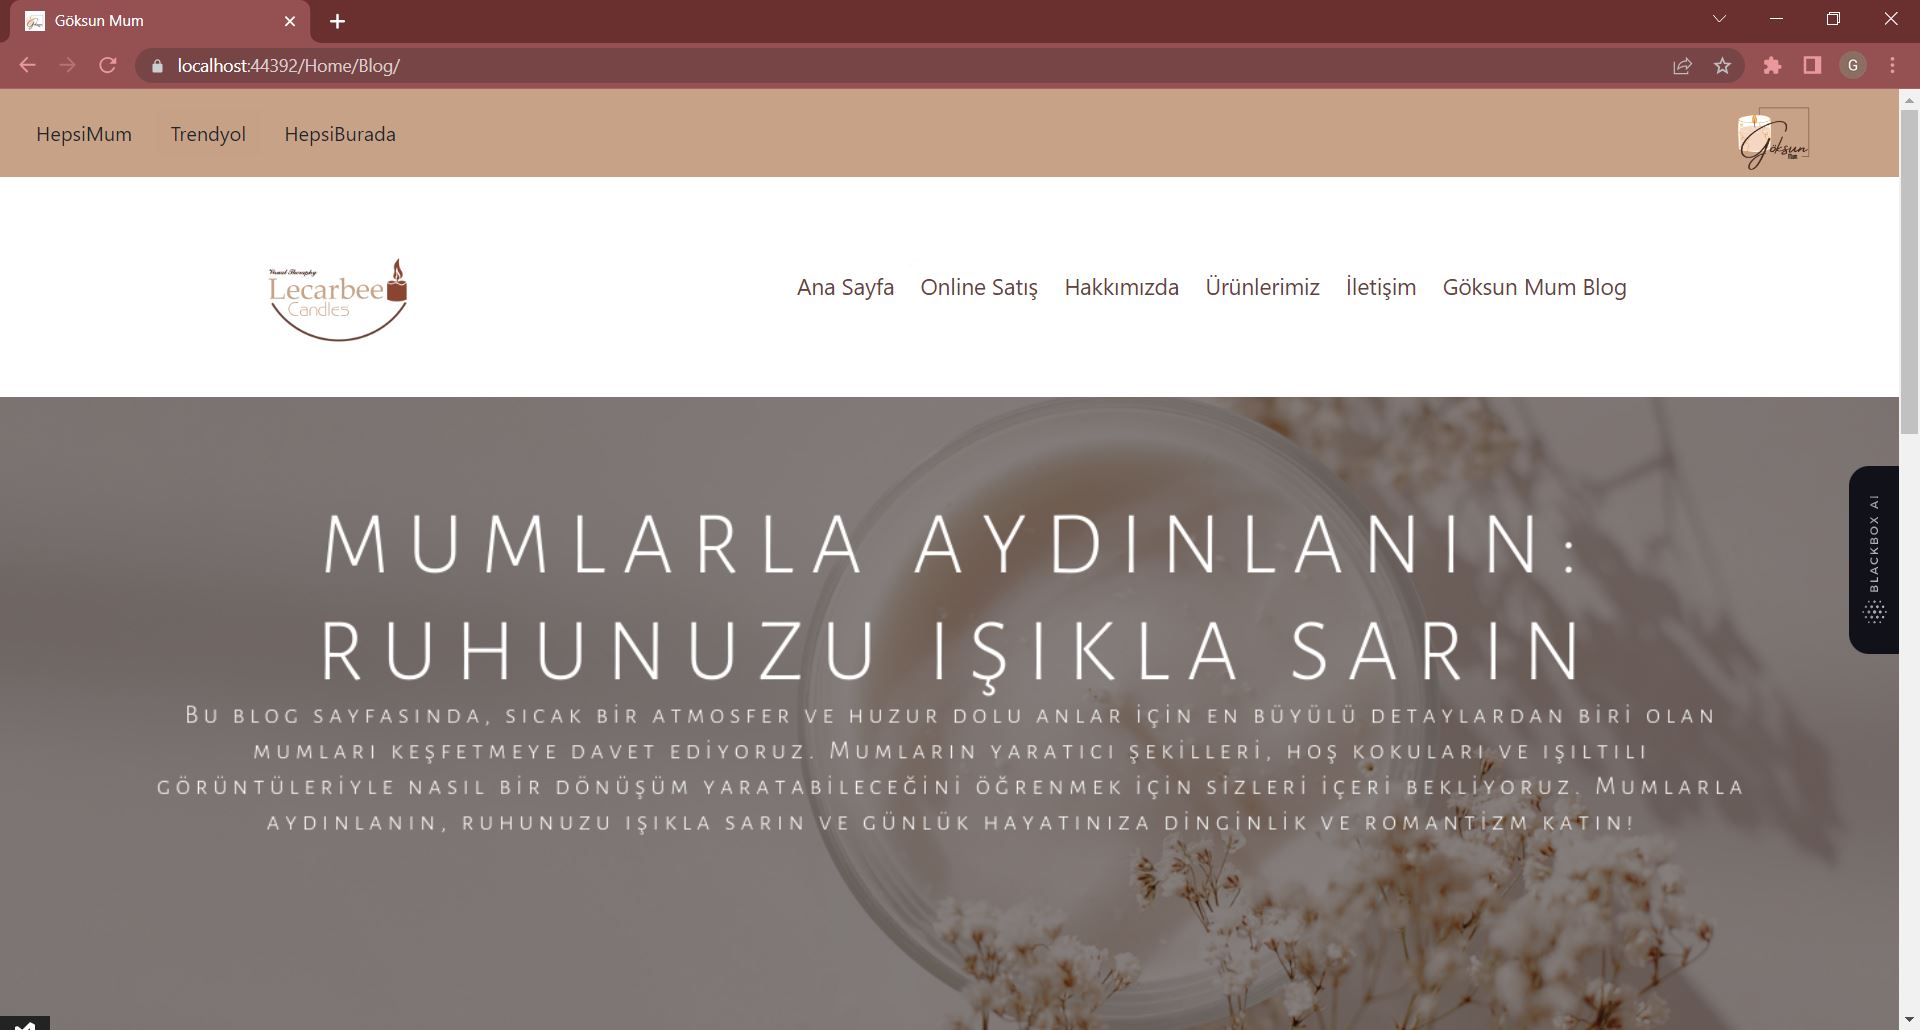 Göksun Mum
localhost:44392/Home/Blog/
G
HepsiMum Trendyol HepsiBurada
Göksun
Mum
Visual Theraphy
Lecarbee
Candles
Ana Sayfa Online Satış Hakkımızda Ürünlerimiz İletişim Göksun Mum Blog
MUMLARLA AYDINLANIN:
RUHUNUZU IŞIKLA SARIN
Bu blog sayfasında, sıcak bir atmosfer ve huzur dolu anlar için en büyülü detaylardan biri olan
mumları keşfetmeye davet ediyoruz. Mumların yaratıcı şekilleri, hoş kokuları ve ışıltılı
görüntüleriyle nasıl bir dönüşüm yaratabileceğini öğrenmek için sizleri içeri bekliyoruz. Mumlarla
aydınlanın, ruhunuzu ışıkla sarın ve günlük hayatınıza dinginlik ve romantizm katın!
BLACKBOX AI